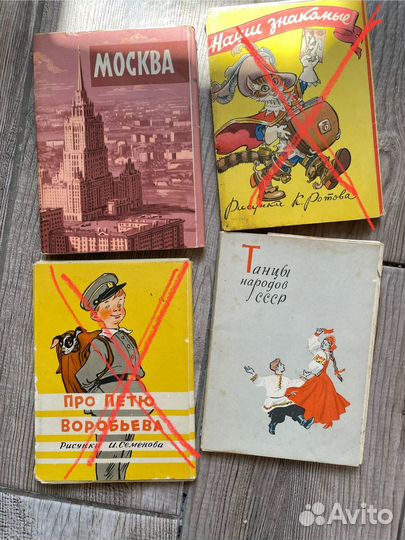 МОСКВА
Наши знакомые
Рисунки К. Ротова
ПРО ПЕТЮ
ВОРОБЬЕВА
Рисунки И. Семенова
Танцы
народов
СССР
Avito